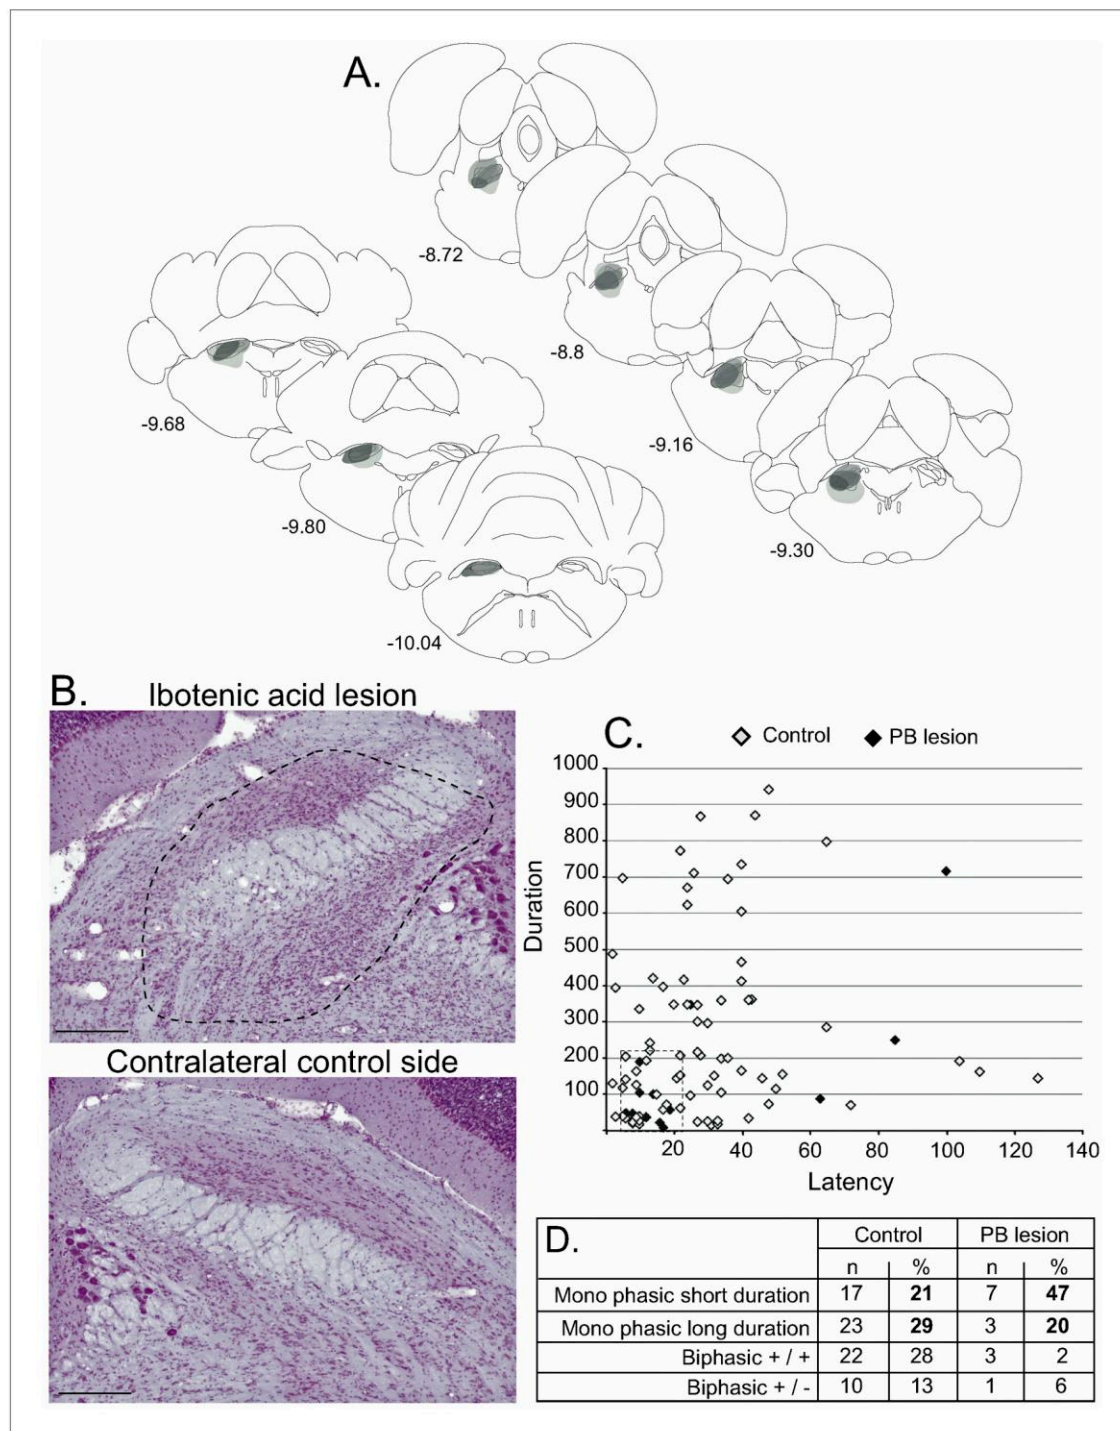 A.
-8.72
-8.8
-9.68
-9.16
-9.80
-9.30
-10.04
B.
Ibotenic acid lesion
Contralateral control side
C.
Control
PB lesion
1000
900
800
700
600
500
400
300
200
100
Duration
20 40 60 80 100 120 140
Latency
D. Control PB lesion
n % n %
Mono phasic short duration 17 21 7 47
Mono phasic long duration 23 29 3 20
Biphasic + / + 22 28 3 2
Biphasic + / - 10 13 1 6